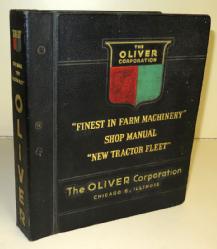 THE
OLIVER
CORPORATION
"FINEST IN FARM MACHINERY"
SHOP MANUAL
"NEW TRACTOR FLEET"
The OLIVER Corporation
CHICAGO 6, ILLINOIS
OLIVER